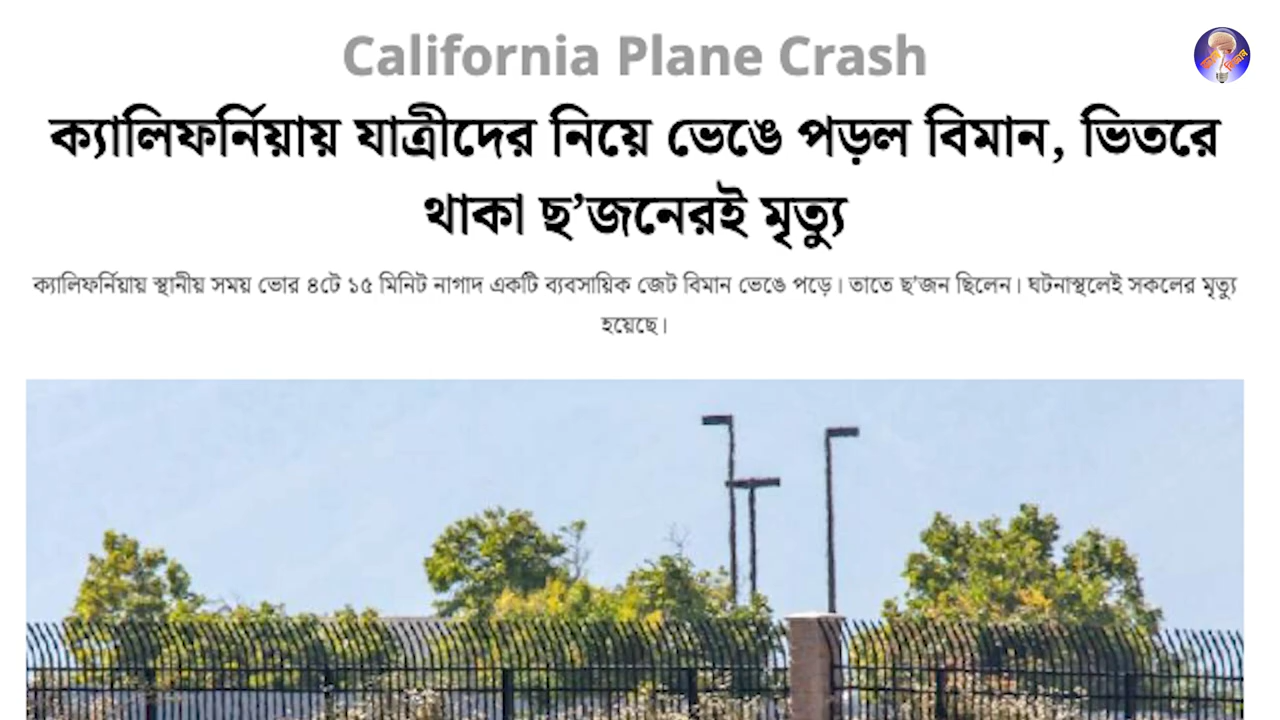 California Plane Crash
ক্যালিফর্নিয়ায় যাত্রীদের নিয়ে ভেঙে পড়ল বিমান, ভিতরে
থাকা ছ’জনেরই মৃত্যু
ক্যালিফর্নিয়ায় স্থানীয় সময় ভোর ৪টে ১৫ মিনিট নাগাদ একটি ব্যবসায়িক জেট বিমান ভেঙে পড়ে। তাতে ছ’জন ছিলেন। ঘটনাস্থলেই সকলের মৃত্যু
হয়েছে।